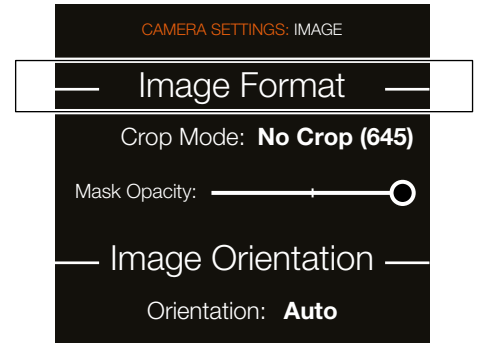 CAMERA SETTINGS: IMAGE
Image Format
Crop Mode: No Crop (645)
Mask Opacity:
Image Orientation
Orientation: Auto